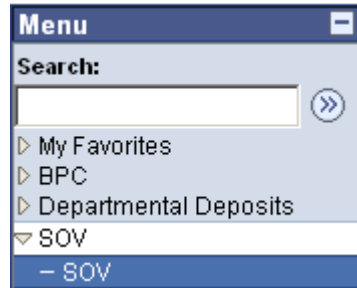 Menu
Search:
My Favorites
BPC
Departmental Deposits
SOV
– SOV